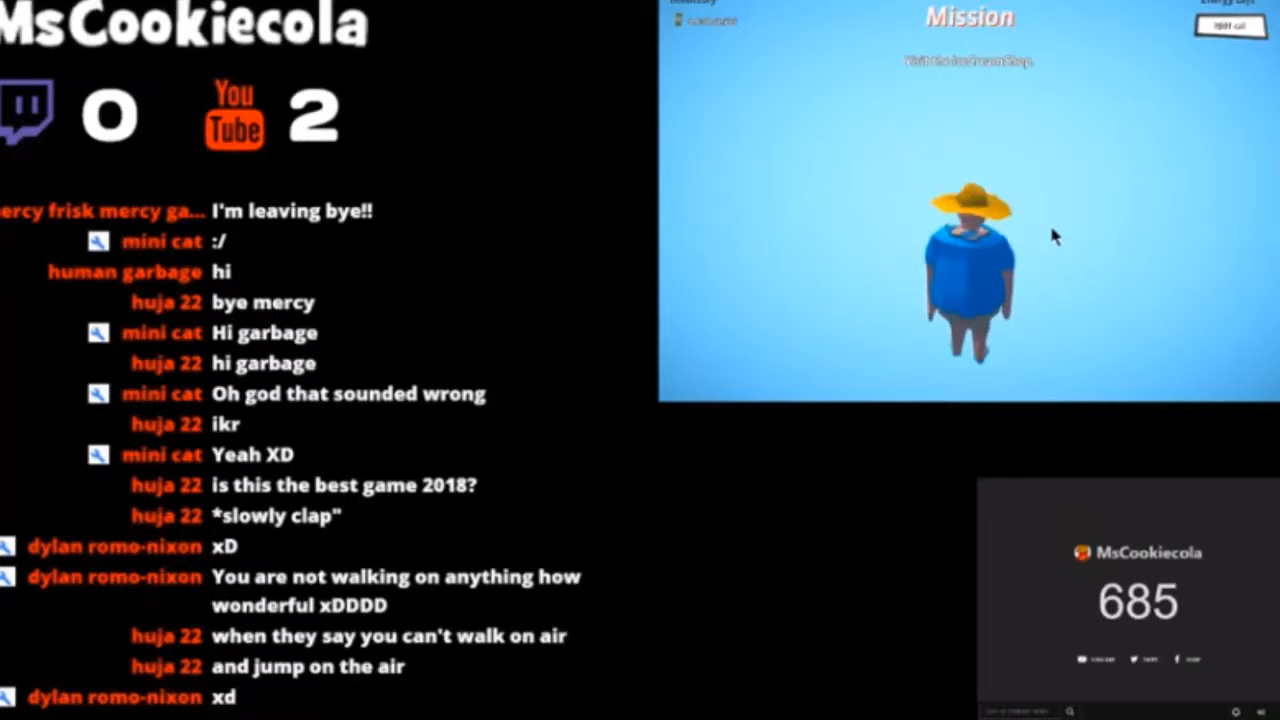 MsCookiecola
0
You
Tube
2
ercy frisk mercy ga... I'm leaving bye!!
mini cat :/
human garbage hi
huja 22 bye mercy
mini cat Hi garbage
huja 22 hi garbage
mini cat Oh god that sounded wrong
huja 22 ikr
mini cat Yeah XD
huja 22 is this the best game 2018?
huja 22 *slowly clap"
dylan romo-nixon xD
dylan romo-nixon You are not walking on anything how
wonderful xDDDD
huja 22 when they say you can't walk on air
huja 22 and jump on the air
dylan romo-nixon xd
Mission
Visit the IceCreamShop.
MsCookiecola
685